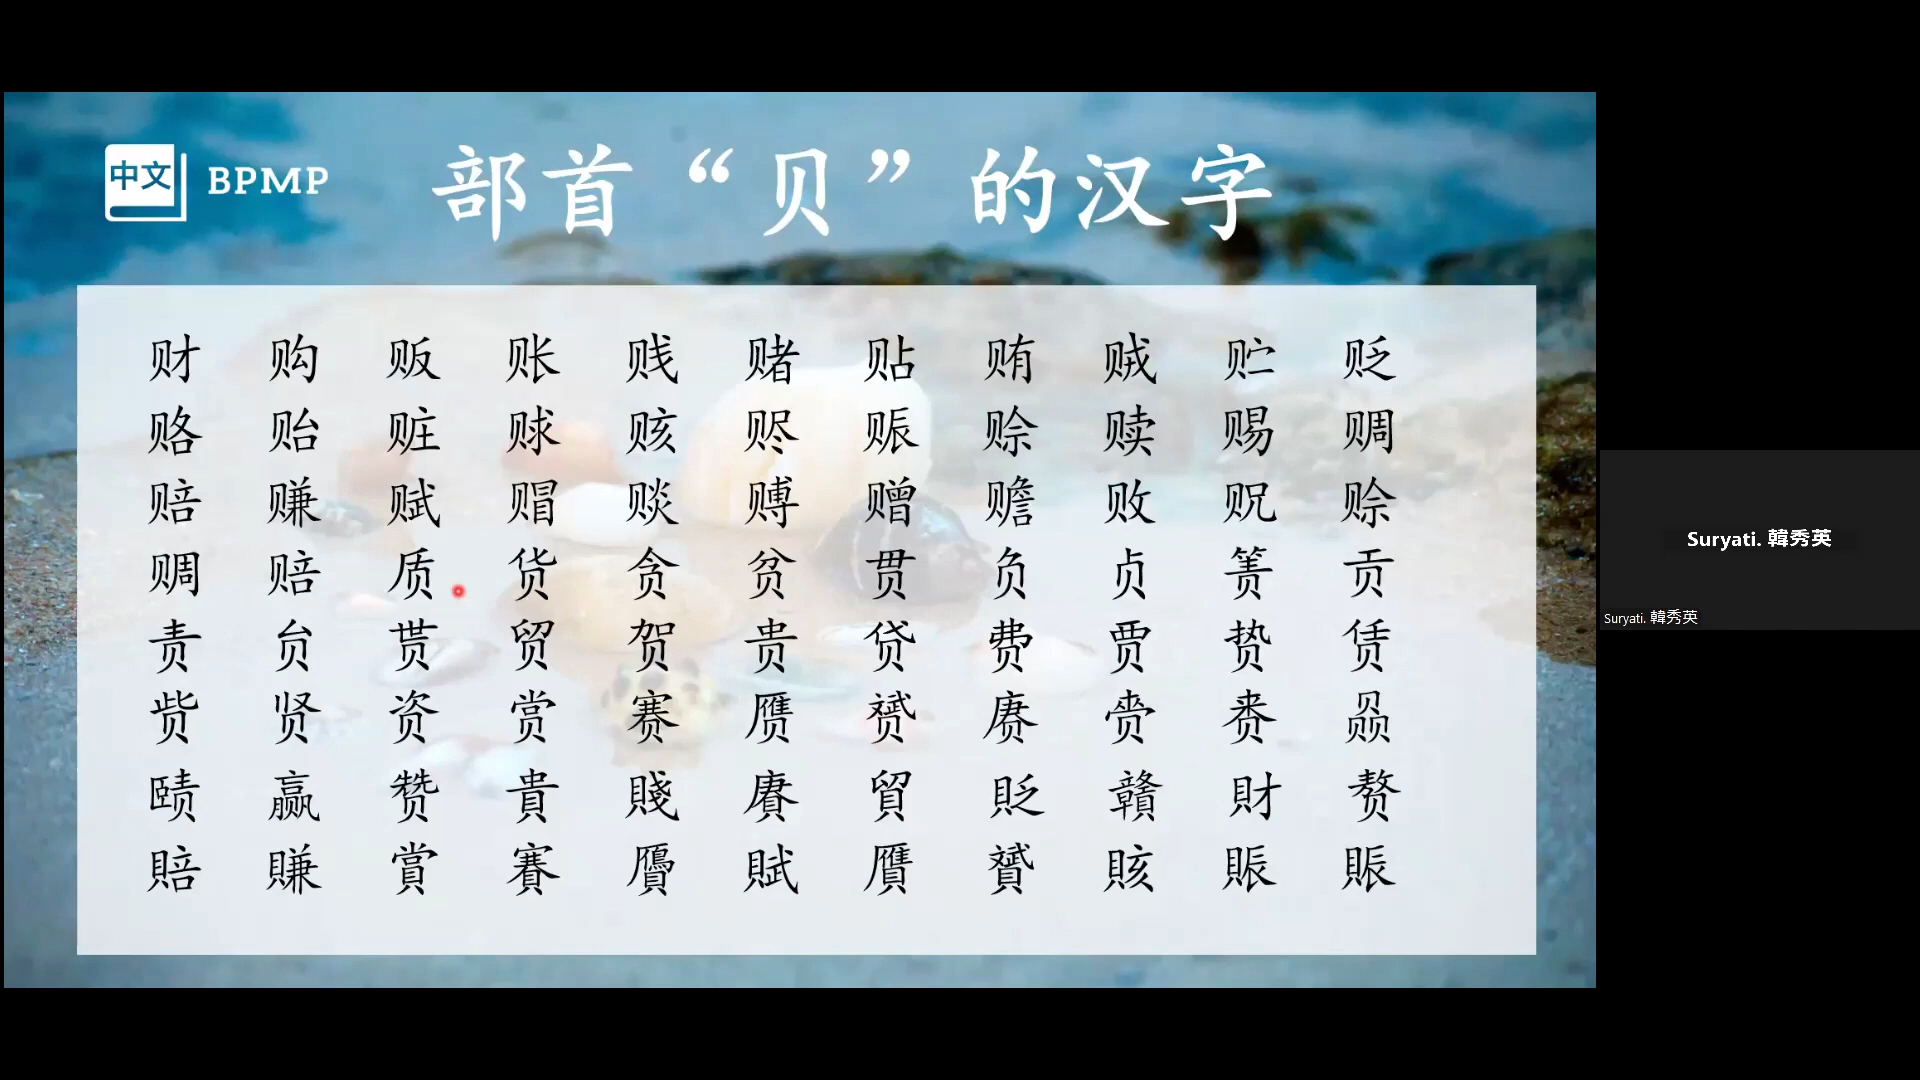 中文 BPMP
部首“贝”的汉字
财 购 贩 账 贱 赌 贴 贿 贼 贮 贬
赂 贻 赃 赇 赅 赆 赈 赊 赎 赐 赒
赔 赚 赋 赗 赕 赙 赠 赡 败 贶 赊
赒 赔 质 货 贪 贫 贯 负 贞 箦 贡
责 贠 贳 贸 贺 贵 贷 费 贾 贽 赁
赀 贤 资 赏 赛 赝 赟 赓 赍 赉 赑
赜 赢 赞 貴 賤 賡 貿 貶 贛 財 赘
賠 賺 賞 賽 贗 賦 贋 贇 賅 賑 賑
Suryati. 韓秀英
Suryati. 韓秀英